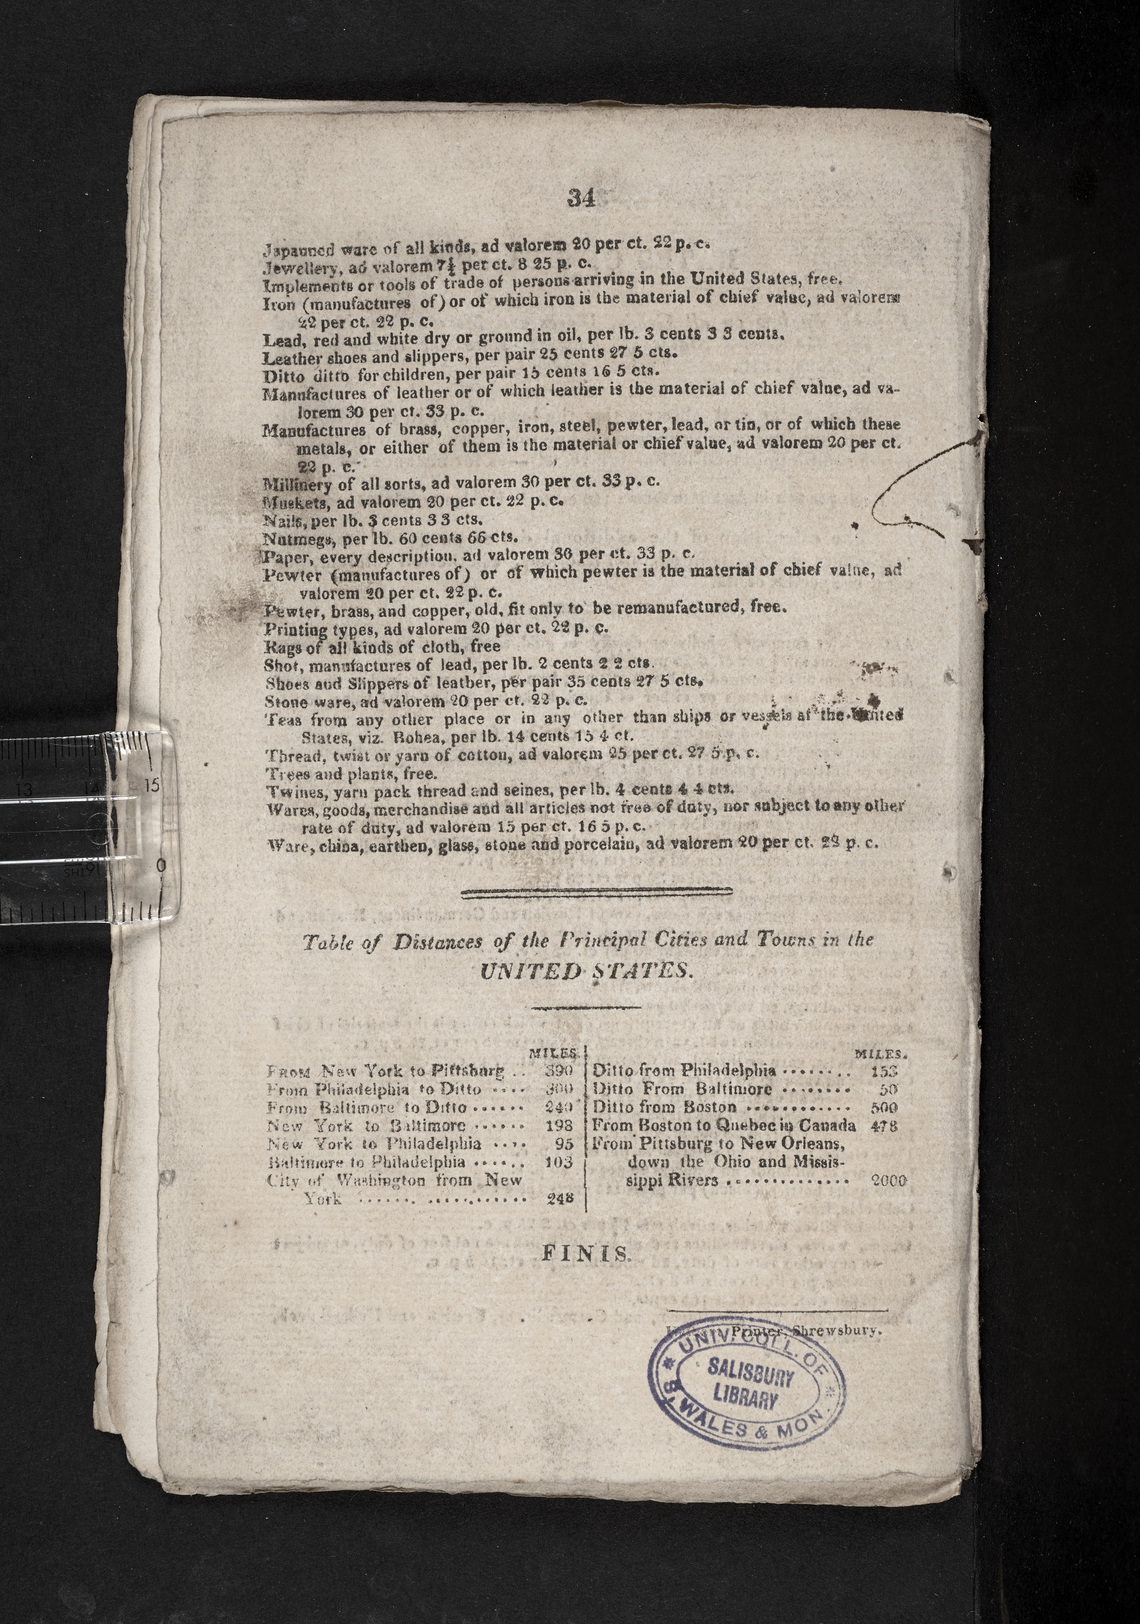 34
Japanned ware of all kinds, ad valorem 20 per ct. 22 p. c.
Jewellery, ad valorem 7½ per ct. 8 25 p. c.
Implements or tools of trade of persons arriving in the United States, free.
Iron (manufactures of) or of which iron is the material of chief value, ad valorem
22 per ct. 22 p. c.
Lead, red and white dry or ground in oil, per lb. 3 cents 3 3 cents.
Leather shoes and slippers, per pair 25 cents 27 5 cts.
Ditto ditto for children, per pair 15 cents 16 5 cts.
Manufactures of leather or of which leather is the material of chief value, ad va-
lorem 30 per ct. 33 p. c.
Manufactures of brass, copper, iron, steel, pewter, lead, or tin, or of which these
metals, or either of them is the material or chief value, ad valorem 20 per ct.
22 p. c.
Millinery of all sorts, ad valorem 30 per ct. 33 p. c.
Muskets, ad valorem 20 per ct. 22 p. c.
Nails, per lb. 3 cents 3 3 cts.
Nutmegs, per lb. 60 cents 66 cts.
Paper, every description, ad valorem 30 per ct. 33 p. c.
Pewter (manufactures of) or of which pewter is the material of chief value, ad
valorem 20 per ct. 22 p. c.
Pewter, brass, and copper, old, fit only to be remanufactured, free.
Printing types, ad valorem 20 per ct. 22 p. c.
Rags of all kinds of cloth, free
Shot, manufactures of lead, per lb. 2 cents 2 2 cts.
Shoes and Slippers of leather, per pair 35 cents 27 5 cts.
Stone ware, ad valorem 20 per ct. 22 p. c.
Teas from any other place or in any other than ships or vessels of the United
States, viz. Bohea, per lb. 14 cents 15 4 ct.
Thread, twist or yarn of cotton, ad valorem 25 per ct. 27 5 p. c.
Trees and plants, free.
Twines, yarn pack thread and seines, per lb. 4 cents 4 4 cts.
Wares, goods, merchandise and all articles not free of duty, nor subject to any other
rate of duty, ad valorem 15 per ct. 16 5 p. c.
Ware, china, earthen, glass, stone and porcelain, ad valorem 20 per ct. 22 p. c.
Table of Distances of the Principal Cities and Towns in the
UNITED STATES.
MILES.
From New York to Pittsburg .. 390
From Philadelphia to Ditto .... 300
From Baltimore to Ditto ...... 240
New York to Baltimore ...... 198
New York to Philadelphia .... 95
Baltimore to Philadelphia ...... 103
City of Washington from New
York ...... ............ 248
MILES.
Ditto from Philadelphia ........ 153
Ditto From Baltimore ........ 50
Ditto from Boston ............ 500
From Boston to Quebec in Canada 478
From Pittsburg to New Orleans,
down the Ohio and Missis-
sippi Rivers .............. 2000
FINIS.
Printer, Shrewsbury.
UNIV. COLL. OF
SALISBURY
LIBRARY
WALES & MON.
13 14 15
0